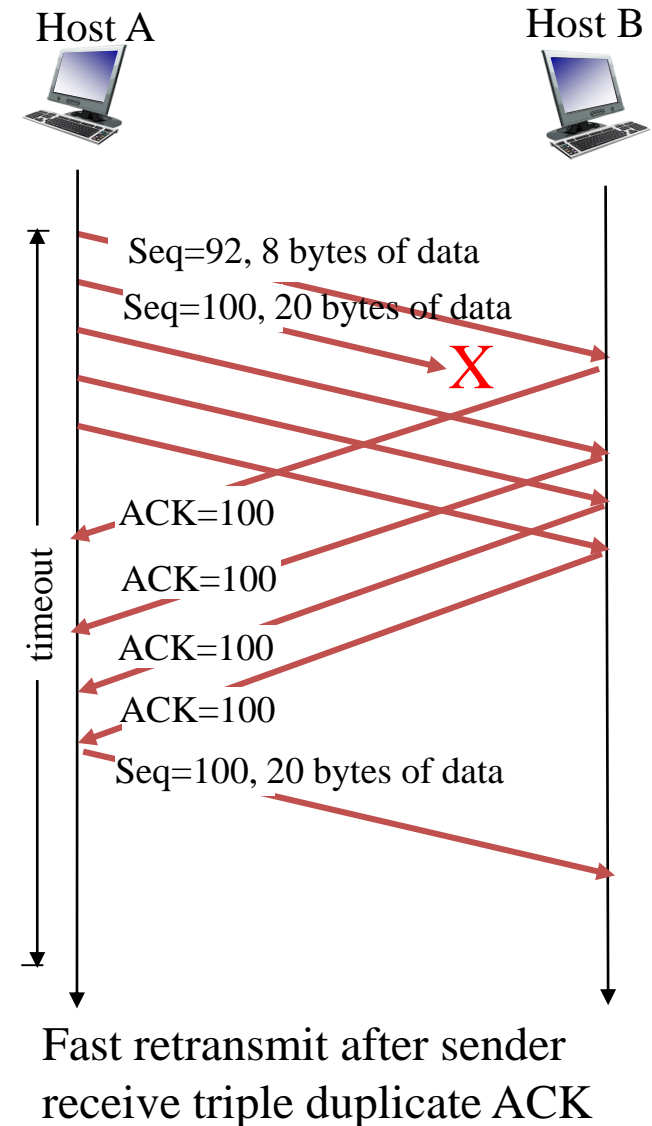 Host A
Host B
Seq=92, 8 bytes of data
Seq=100, 20 bytes of data
X
ACK=100
timeout
ACK=100
ACK=100
ACK=100
Seq=100, 20 bytes of data
Fast retransmit after sender
receive triple duplicate ACK